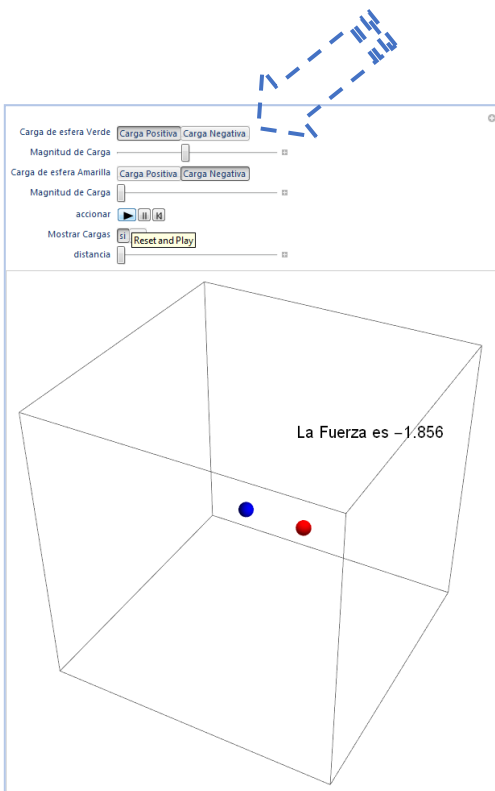 Carga de esfera Verde Carga Positiva Carga Negativa
Magnitud de Carga
Carga de esfera Amarilla Carga Positiva Carga Negativa
Magnitud de Carga
accionar
Mostrar Cargas si
Reset and Play
distancia
La Fuerza es −1.856